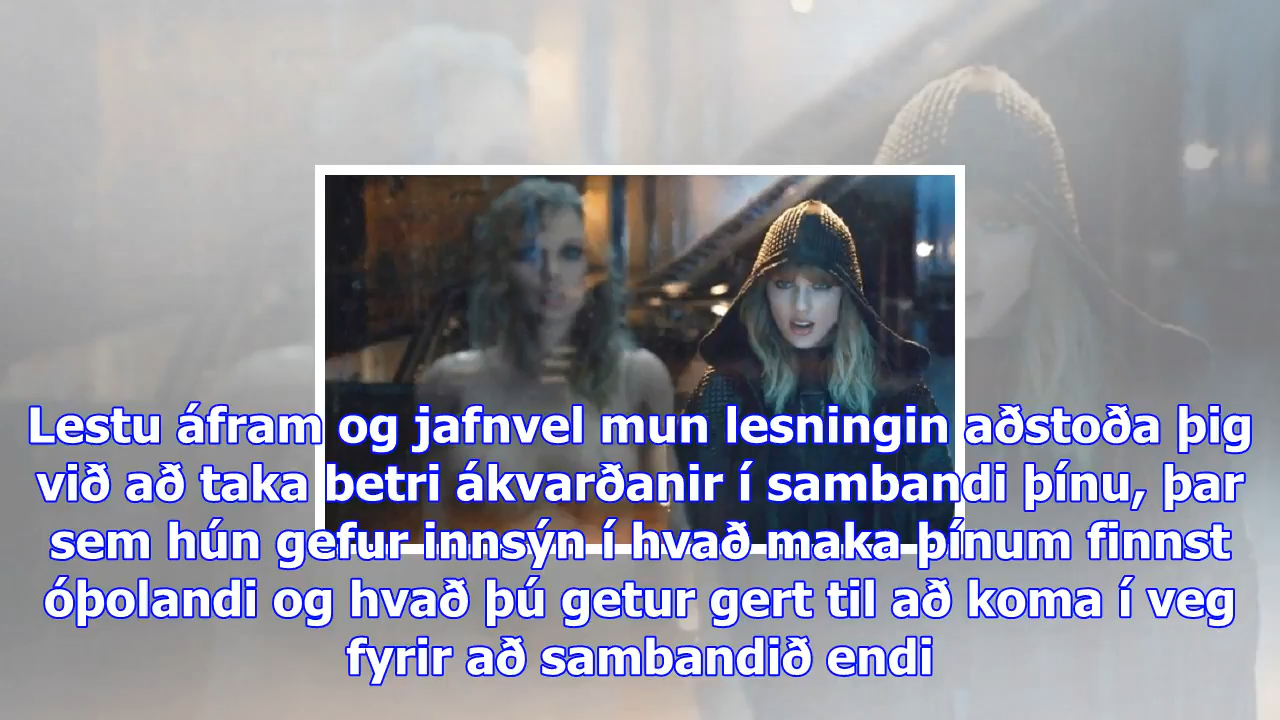 Lestu áfram og jafnvel mun lesningin aðstoða þig
við að taka betri ákvarðanir í sambandi þínu, þar
sem hún gefur innsýn í hvað maka þínum finnst
óþolandi og hvað þú getur gert til að koma í veg
fyrir að sambandið endi